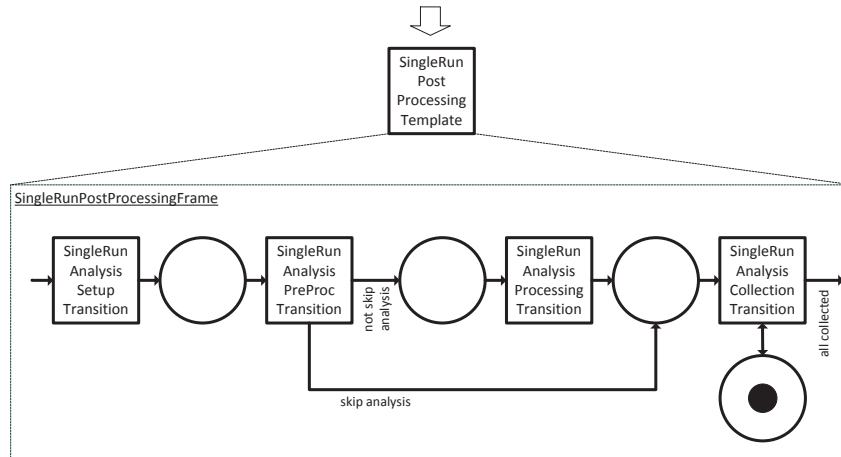 SingleRun
Post
Processing
Template
SingleRunPostProcessingFrame
SingleRun
Analysis
Setup
Transition
SingleRun
Analysis
PreProc
Transition
not skip
analysis
SingleRun
Analysis
Processing
Transition
SingleRun
Analysis
Collection
Transition
all collected
skip analysis